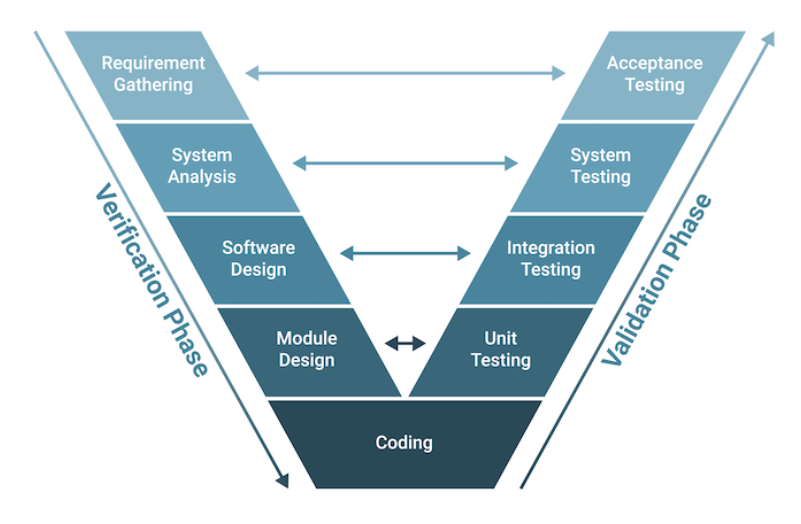 Requirement
Gathering
Acceptance
Testing
System
Analysis
System
Testing
Verification Phase
Validation Phase
Software
Design
Integration
Testing
Module
Design
Unit
Testing
Coding